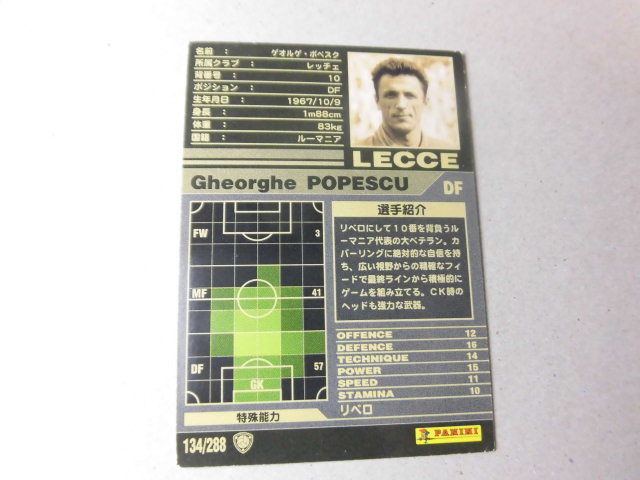 名前 : ゲオルゲ・ポペスク
所属クラブ : レッチェ
背番号 : 10
ポジション : DF
生年月日 : 1967/10/9
身長 : 1m88cm
体重 : 83kg
国籍 : ルーマニア
LECCE
Gheorghe POPESCU DF
FW 3
MF 41
DF 57
GK
選手紹介
リベロにして10番を背負うル
ーマニア代表の大ベテラン。カ
バーリングに絶対的な自信を持
ち、広い視野からの精確なフィ
ードで最終ラインから積極的に
ゲームを組み立てる。CK時の
ヘッドも強力な武器。
OFFENCE 12
DEFENCE 16
TECHNIQUE 14
POWER 15
SPEED 11
STAMINA 10
特殊能力 リベロ
134/288
PANINI